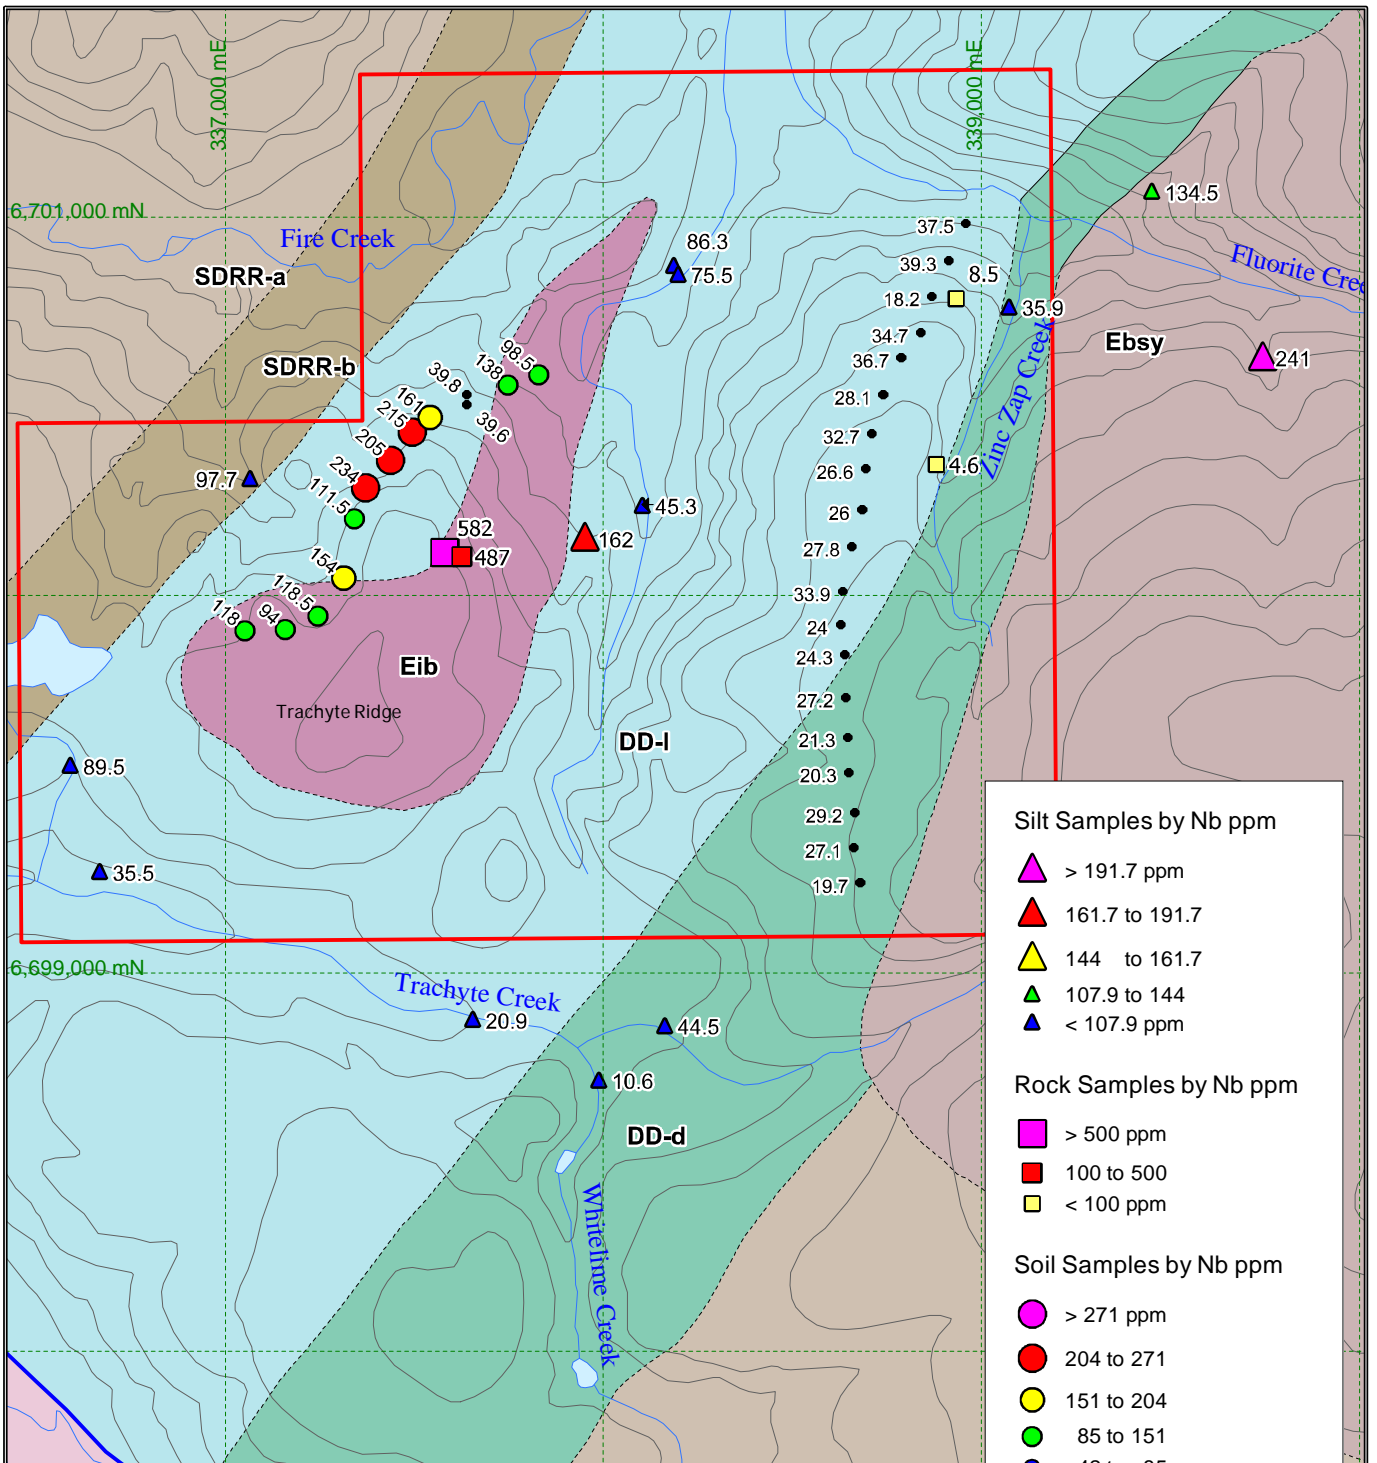 337,000 mE
339,000 mE
6,701,000 mN
134.5
37.5
Fire Creek
86.3
Fluorite Cree
39.3
SDRR-a
75.5
8.5
18.2
35.9
34.7
Ebsy
98.5
SDRR-b
138
36.7
241
39.8
Zinc Zap Creek
161
28.1
215
39.6
32.7
205
4.6
234
26.6
97.7
111.5
45.3
26
582
162
487
27.8
154
118.5
33.9
118
94
24
Eib
24.3
27.2
Trachyte Ridge
DD-l
21.3
89.5
20.3
29.2
27.1
35.5
19.7
6,699,000 mN
Trachyte Creek
20.9
44.5
10.6
DD-d
Whitelime Creek
Silt Samples by Nb ppm
> 191.7 ppm
161.7 to 191.7
144 to 161.7
107.9 to 144
< 107.9 ppm
Rock Samples by Nb ppm
> 500 ppm
100 to 500
< 100 ppm
Soil Samples by Nb ppm
> 271 ppm
204 to 271
151 to 204
85 to 151